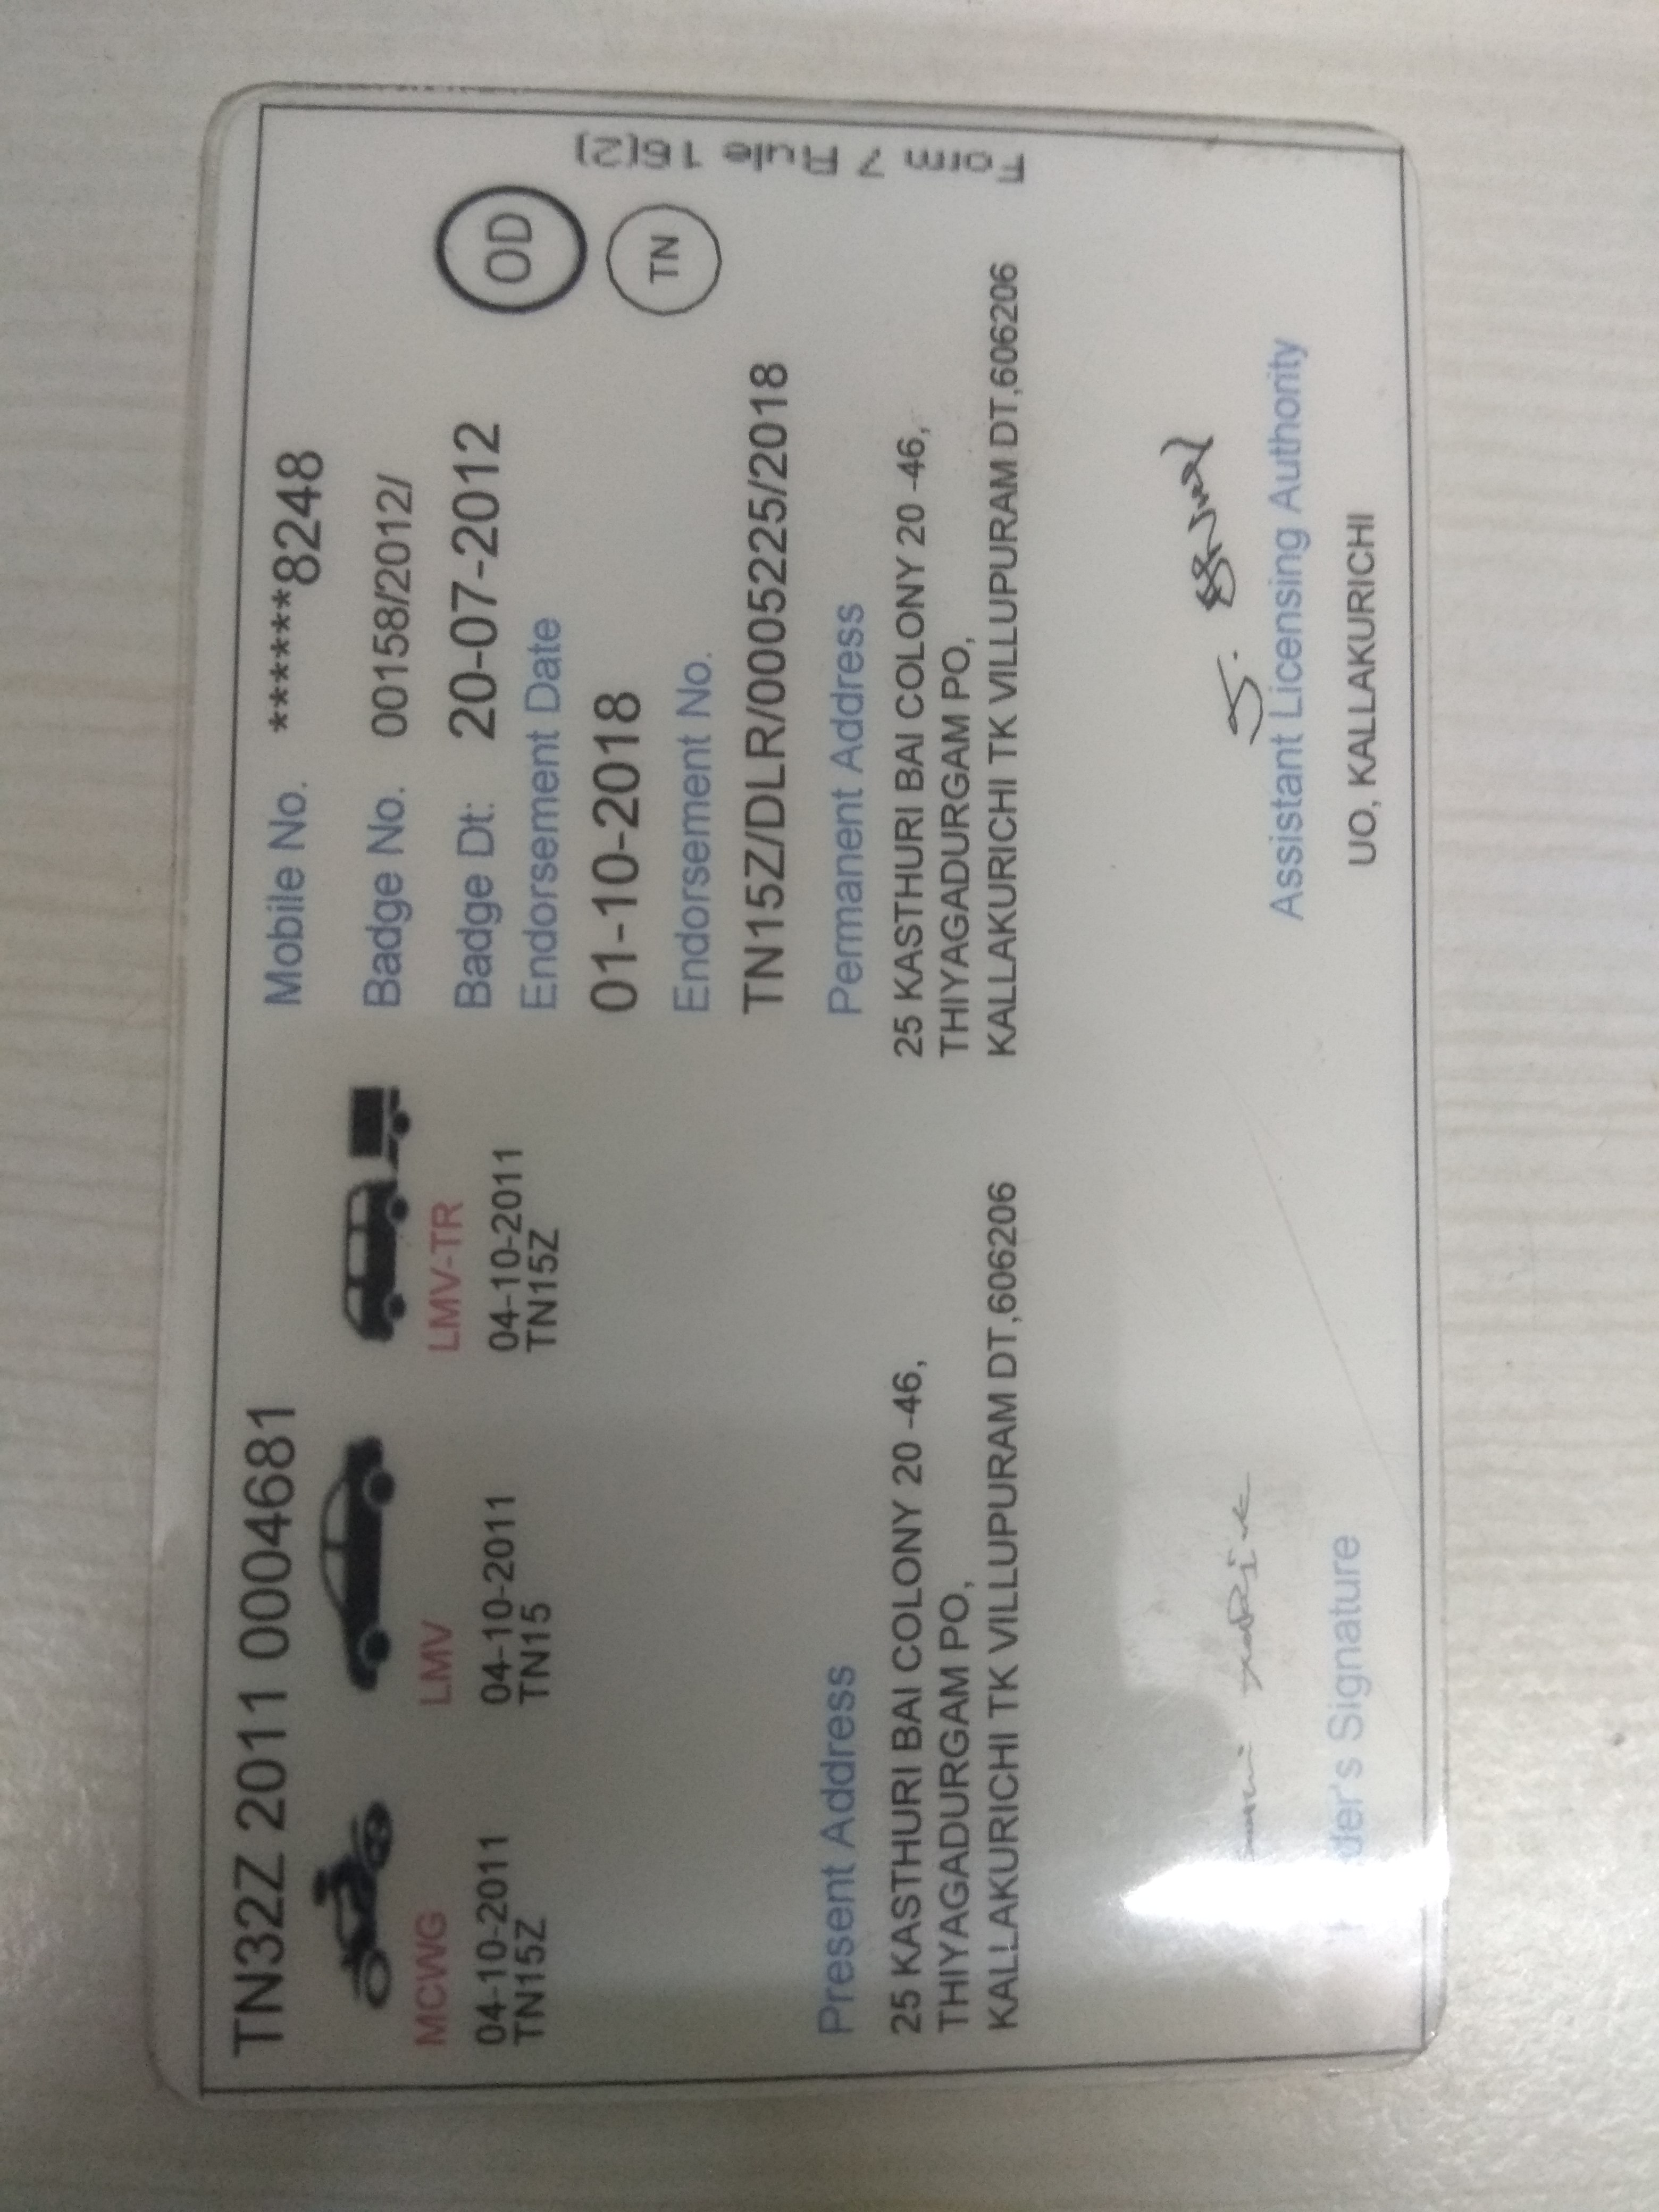 TN32Z 2011 0004681
MCWG
04-10-2011
TN15Z
LMV
04-10-2011
TN15
LMV-TR
04-10-2011
TN15Z
Mobile No. ******8248
Badge No. 00158/2012/
Badge Dt: 20-07-2012
Endorsement Date
01-10-2018
Endorsement No.
TN15Z/DLR/0005225/2018
OD
TN
Form 7 Rule 16(2)
Present Address
25 KASTHURI BAI COLONY 20 -46,
THIYAGADURGAM PO,
KALLAKURICHI TK VILLUPURAM DT,606206
Permanent Address
25 KASTHURI BAI COLONY 20 -46,
THIYAGADURGAM PO,
KALLAKURICHI TK VILLUPURAM DT,606206
Signature
Assistant Licensing Authority
UO, KALLAKURICHI